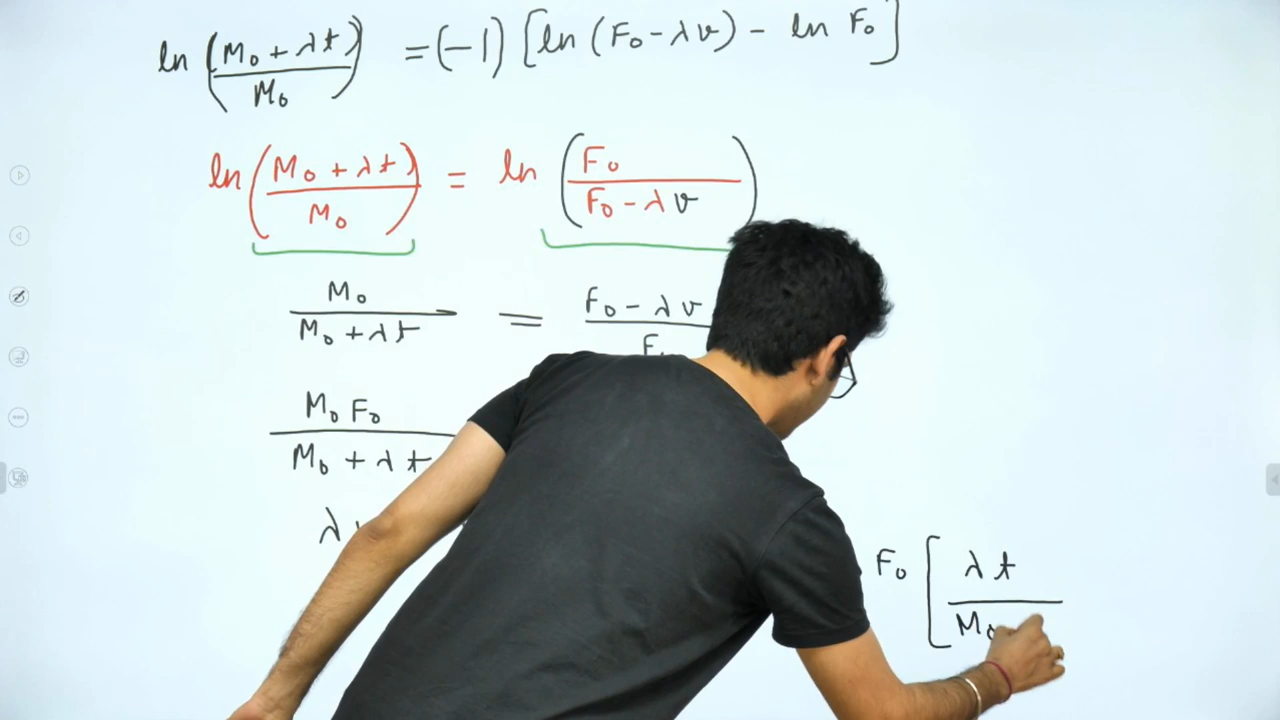 ln (M₀ + λt / M₀) = (-1) [ln (F₀ - λv) - ln F₀]
ln (M₀ + λt / M₀) = ln (F₀ / F₀ - λv)
M₀ / M₀ + λt = F₀ - λv / F
M₀ F₀ / M₀ + λt
λ
F₀ [λt / M₀